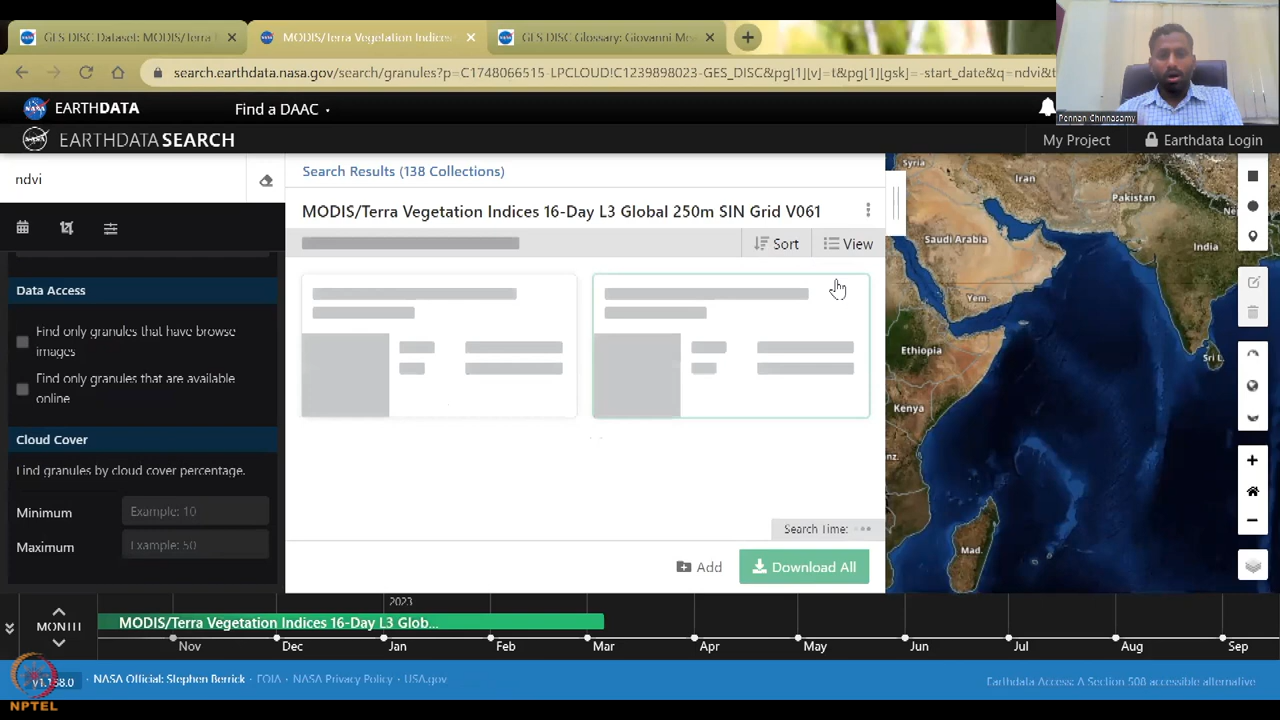 GES DISC Dataset: MODIS/Terra
MODIS/Terra Vegetation Indices
GES DISC Glossary: Giovanni
search.earthdata.nasa.gov/search/granules?p=C1748066515-LPCLOUD!C1239898023-GES_DISC&pg[1][v]=t&pg[1][gsk]=-start_date&q=ndvi&t
Pennan Chinnasamy
EARTHDATA
Find a DAAC
EARTHDATA SEARCH
My Project
Earthdata Login
ndvi
Search Results (138 Collections)
MODIS/Terra Vegetation Indices 16-Day L3 Global 250m SIN Grid V061
Sort
View
Data Access
Find only granules that have browse
images
Find only granules that are available
online
Cloud Cover
Find granules by cloud cover percentage.
Minimum
Example: 10
Maximum
Example: 50
Search Time:
Add
Download All
Syria
Iran
Pakistan
Saudi Arabia
India
Yem.
Ethiopia
Sri L.
Kenya
Mad.
MONTH
2023
MODIS/Terra Vegetation Indices 16-Day L3 Glob...
Nov
Dec
Jan
Feb
Mar
Apr
May
Jun
Jul
Aug
Sep
NASA Official: Stephen Berrick
FOIA
NASA Privacy Policy
USA.gov
Earthdata Access: A Section 508 accessible alternative
NPTEL